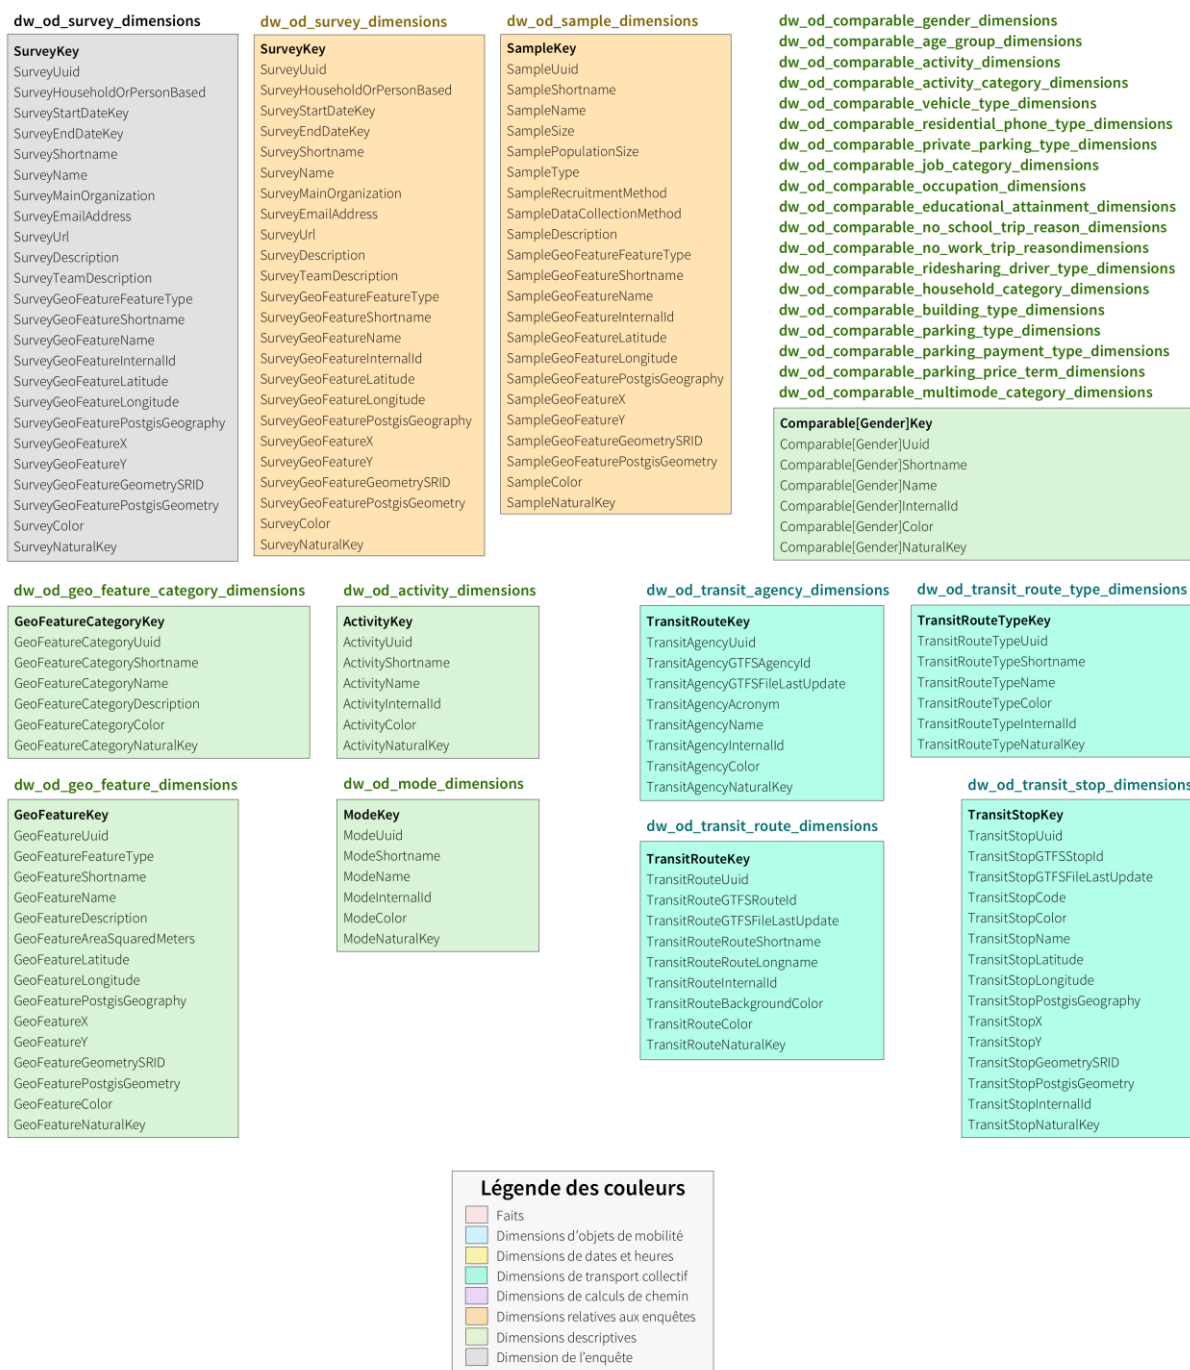 dw_od_survey_dimensions
SurveyKey
SurveyUuid
SurveyHouseholdOrPersonBased
SurveyStartDateKey
SurveyEndDateKey
SurveyShortname
SurveyName
SurveyMainOrganization
SurveyEmailAddress
SurveyUrl
SurveyDescription
SurveyTeamDescription
SurveyGeoFeatureFeatureType
SurveyGeoFeatureShortname
SurveyGeoFeatureName
SurveyGeoFeatureInternalId
SurveyGeoFeatureLatitude
SurveyGeoFeatureLongitude
SurveyGeoFeaturePostgisGeography
SurveyGeoFeatureX
SurveyGeoFeatureY
SurveyGeoFeatureGeometrySRID
SurveyGeoFeaturePostgisGeometry
SurveyColor
SurveyNaturalKey
dw_od_survey_dimensions
SurveyKey
SurveyUuid
SurveyHouseholdOrPersonBased
SurveyStartDateKey
SurveyEndDateKey
SurveyShortname
SurveyName
SurveyMainOrganization
SurveyEmailAddress
SurveyUrl
SurveyDescription
SurveyTeamDescription
SurveyGeoFeatureFeatureType
SurveyGeoFeatureShortname
SurveyGeoFeatureName
SurveyGeoFeatureInternalId
SurveyGeoFeatureLatitude
SurveyGeoFeatureLongitude
SurveyGeoFeaturePostgisGeography
SurveyGeoFeatureX
SurveyGeoFeatureY
SurveyGeoFeatureGeometrySRID
SurveyGeoFeaturePostgisGeometry
SurveyColor
SurveyNaturalKey
dw_od_sample_dimensions
SampleKey
SampleUuid
SampleShortname
SampleName
SampleSize
SamplePopulationSize
SampleType
SampleRecruitmentMethod
SampleDataCollectionMethod
SampleDescription
SampleGeoFeatureFeatureType
SampleGeoFeatureShortname
SampleGeoFeatureName
SampleGeoFeatureInternalId
SampleGeoFeatureLatitude
SampleGeoFeatureLongitude
SampleGeoFeaturePostgisGeography
SampleGeoFeatureX
SampleGeoFeatureY
SampleGeoFeatureGeometrySRID
SampleGeoFeaturePostgisGeometry
SampleColor
SampleNaturalKey
dw_od_comparable_gender_dimensions
dw_od_comparable_age_group_dimensions
dw_od_comparable_activity_dimensions
dw_od_comparable_activity_category_dimensions
dw_od_comparable_vehicle_type_dimensions
dw_od_comparable_residential_phone_type_dimensions
dw_od_comparable_private_parking_type_dimensions
dw_od_comparable_job_category_dimensions
dw_od_comparable_occupation_dimensions
dw_od_comparable_educational_attainment_dimensions
dw_od_comparable_no_school_trip_reason_dimensions
dw_od_comparable_no_work_trip_reasondimensions
dw_od_comparable_ridesharing_driver_type_dimensions
dw_od_comparable_household_category_dimensions
dw_od_comparable_building_type_dimensions
dw_od_comparable_parking_type_dimensions
dw_od_comparable_parking_payment_type_dimensions
dw_od_comparable_parking_price_term_dimensions
dw_od_comparable_multimode_category_dimensions
Comparable[Gender]Key
Comparable[Gender]Uuid
Comparable[Gender]Shortname
Comparable[Gender]Name
Comparable[Gender]InternalId
Comparable[Gender]Color
Comparable[Gender]NaturalKey
dw_od_geo_feature_category_dimensions
GeoFeatureCategoryKey
GeoFeatureCategoryUuid
GeoFeatureCategoryShortname
GeoFeatureCategoryName
GeoFeatureCategoryDescription
GeoFeatureCategoryColor
GeoFeatureCategoryNaturalKey
dw_od_activity_dimensions
ActivityKey
ActivityUuid
ActivityShortname
ActivityName
ActivityInternalId
ActivityColor
ActivityNaturalKey
dw_od_transit_agency_dimensions
TransitRouteKey
TransitAgencyUuid
TransitAgencyGTFSAgencyId
TransitAgencyGTFSFileLastUpdate
TransitAgencyAcronym
TransitAgencyName
TransitAgencyInternalId
TransitAgencyColor
TransitAgencyNaturalKey
dw_od_transit_route_type_dimensions
TransitRouteTypeKey
TransitRouteTypeUuid
TransitRouteTypeShortname
TransitRouteTypeName
TransitRouteTypeColor
TransitRouteTypeInternalId
TransitRouteTypeNaturalKey
dw_od_geo_feature_dimensions
GeoFeatureKey
GeoFeatureUuid
GeoFeatureFeatureType
GeoFeatureShortname
GeoFeatureName
GeoFeatureDescription
GeoFeatureAreaSquaredMeters
GeoFeatureLatitude
GeoFeatureLongitude
GeoFeaturePostgisGeography
GeoFeatureX
GeoFeatureY
GeoFeatureGeometrySRID
GeoFeaturePostgisGeometry
GeoFeatureColor
GeoFeatureNaturalKey
dw_od_mode_dimensions
ModeKey
ModeUuid
ModeShortname
ModeName
ModeInternalId
ModeColor
ModeNaturalKey
dw_od_transit_route_dimensions
TransitRouteKey
TransitRouteUuid
TransitRouteGTFSRouteId
TransitRouteGTFSFileLastUpdate
TransitRouteRouteShortname
TransitRouteRouteLongname
TransitRouteInternalId
TransitRouteBackgroundColor
TransitRouteColor
TransitRouteNaturalKey
dw_od_transit_stop_dimensions
TransitStopKey
TransitStopUuid
TransitStopGTFSStopId
TransitStopGTFSFileLastUpdate
TransitStopCode
TransitStopColor
TransitStopName
TransitStopLatitude
TransitStopLongitude
TransitStopPostgisGeography
TransitStopX
TransitStopY
TransitStopGeometrySRID
TransitStopPostgisGeometry
TransitStopInternalId
TransitStopNaturalKey
Légende des couleurs
Faits
Dimensions d'objets de mobilité
Dimensions de dates et heures
Dimensions de transport collectif
Dimensions de calculs de chemin
Dimensions relatives aux enquêtes
Dimensions descriptives
Dimension de l'enquête